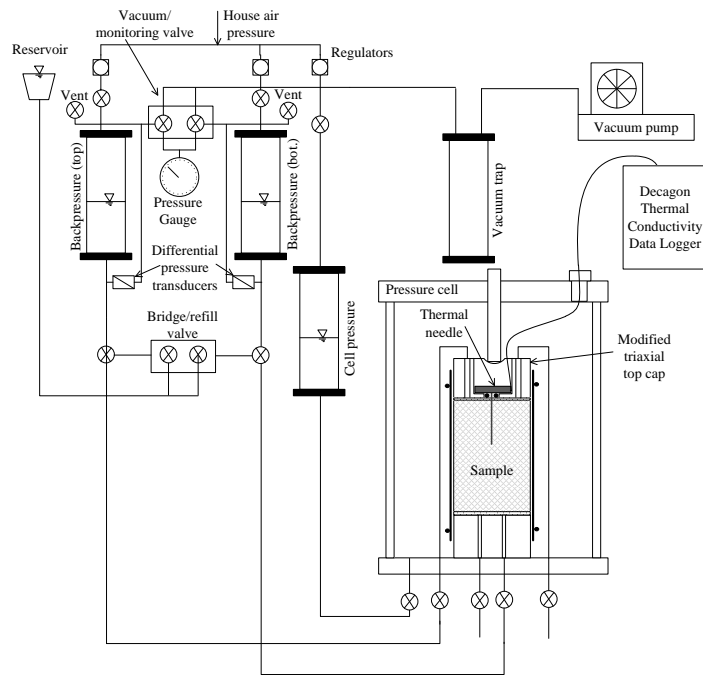 Vacuum/
monitoring valve
House air
pressure
Reservoir
Regulators
Vent
Vent
Vacuum pump
Backpressure (top)
Pressure
Gauge
Backpressure (bot.)
Vacuum trap
Decagon
Thermal
Conductivity
Data Logger
Differential
pressure
transducers
Cell pressure
Pressure cell
Thermal
needle
Modified
triaxial
top cap
Bridge/refill
valve
Sample